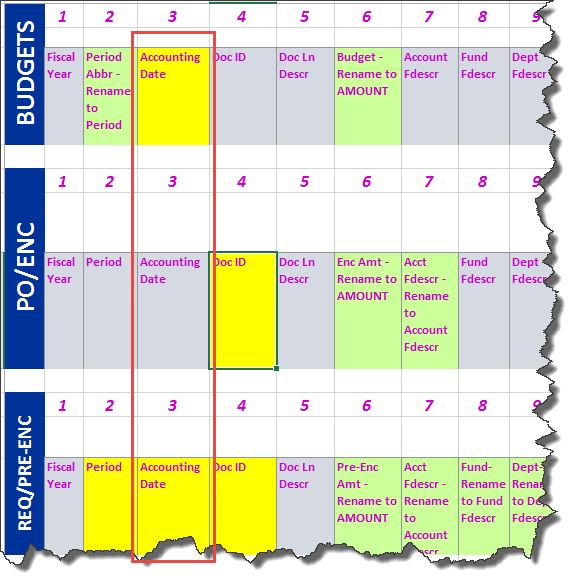 BUDGETS
1 2 3 4 5 6 7 8 9
Fiscal Year
Period Abbr - Rename to Period
Accounting Date
Doc ID
Doc Ln Descr
Budget - Rename to AMOUNT
Account Fdescr
Fund Fdescr
Dept Fdescr
PO/ENC
1 2 3 4 5 6 7 8 9
Fiscal Year
Period
Accounting Date
Doc ID
Doc Ln Descr
Enc Amt - Rename to AMOUNT
Acct Fdescr - Rename to Account Fdescr
Fund Fdescr
Dept Fdescr
REQ/PRE-ENC
1 2 3 4 5 6 7 8 9
Fiscal Year
Period
Accounting Date
Doc ID
Doc Ln Descr
Pre-Enc Amt - Rename to AMOUNT
Acct Fdescr - Rename to Account Fdescr
Fund- Rename to Fund Fdescr
Dept- Rename to Fdescr